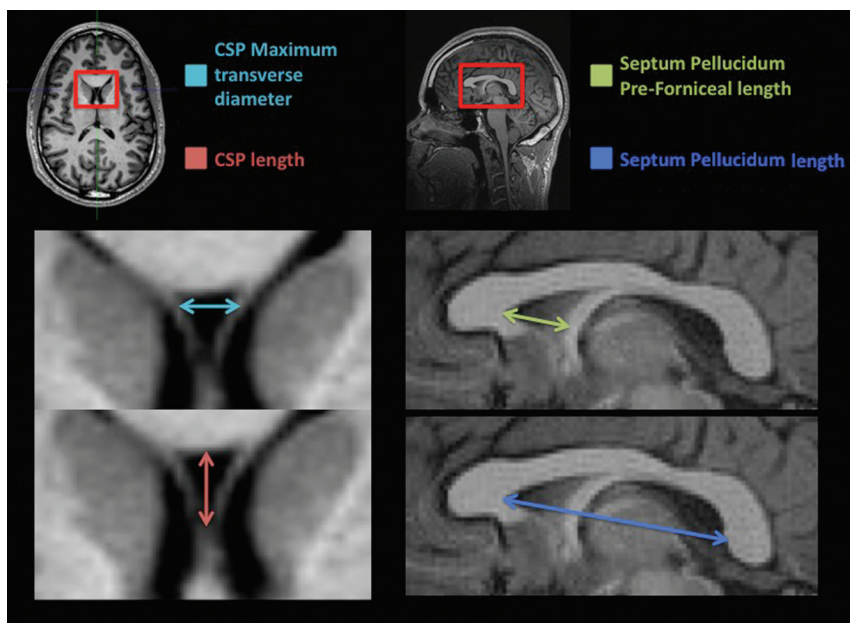 CSP Maximum
transverse
diameter
CSP length
Septum Pellucidum
Pre-Forniceal length
Septum Pellucidum length